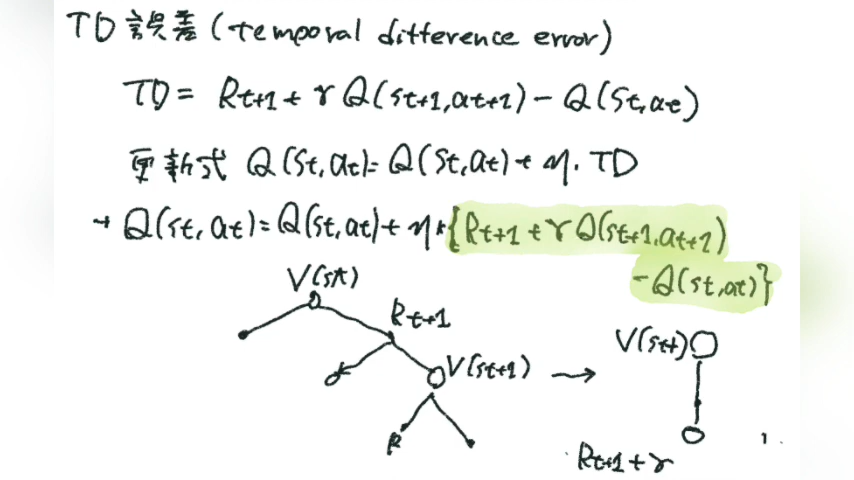 TD誤差(temporal difference error)
TD = Rt+1 + γQ(st+1,at+1) - Q(st,at)
更新式 Q(st,at) = Q(st,at) + η・TD
→ Q(st,at) = Q(st,at) + η*{Rt+1 + γQ(st+1,at+1)
-Q(st,at)}
V(st)
Rt+1
V(st+1) →
R
V(st)
Rt+1+γ